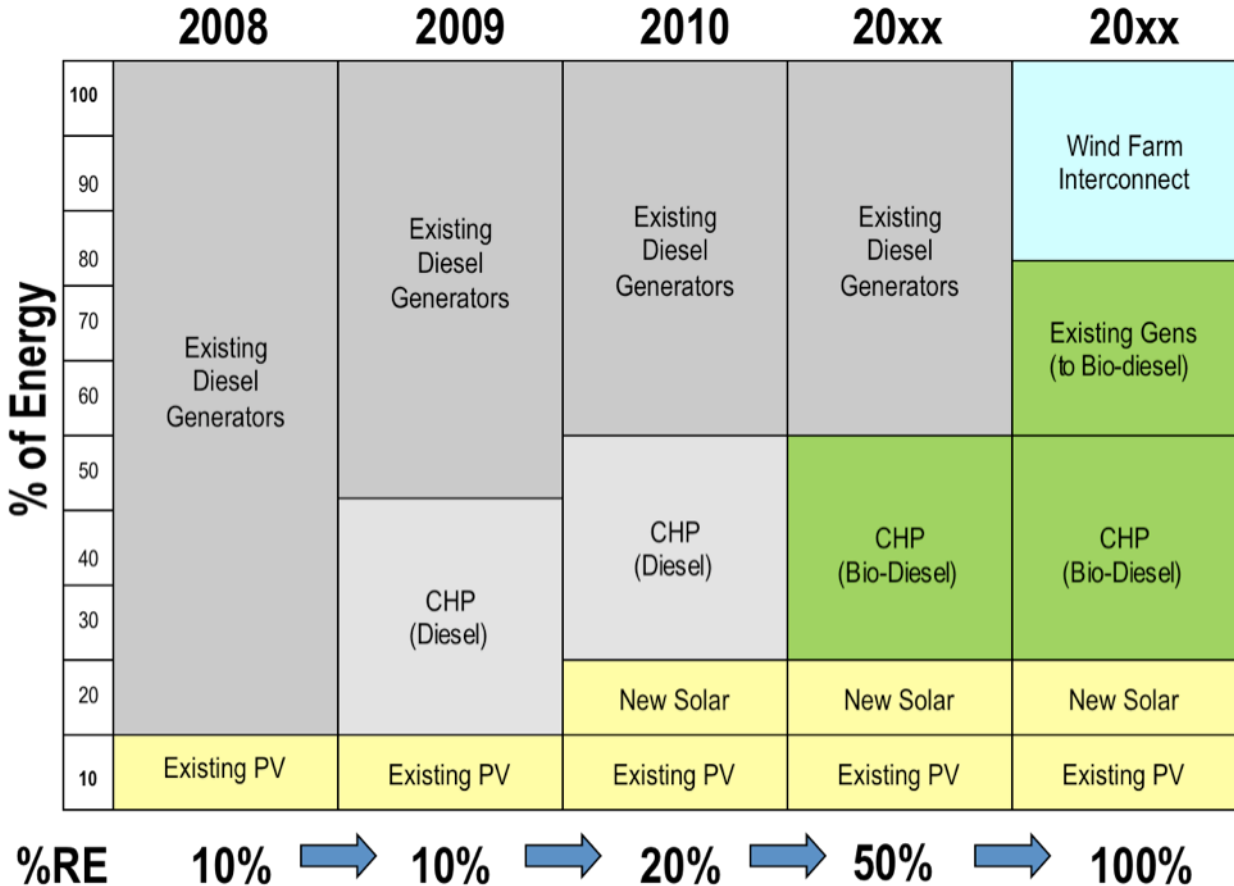 2008 2009 2010 20xx 20xx
% of Energy
100
90
80
70
60
50
40
30
20
10
Existing
Diesel
Generators
Existing PV
Existing
Diesel
Generators
CHP
(Diesel)
Existing PV
Existing
Diesel
Generators
CHP
(Diesel)
New Solar
Existing PV
Existing
Diesel
Generators
CHP
(Bio-Diesel)
New Solar
Existing PV
Wind Farm
Interconnect
Existing Gens
(to Bio-diesel)
CHP
(Bio-Diesel)
New Solar
Existing PV
%RE 10% 10% 20% 50% 100%